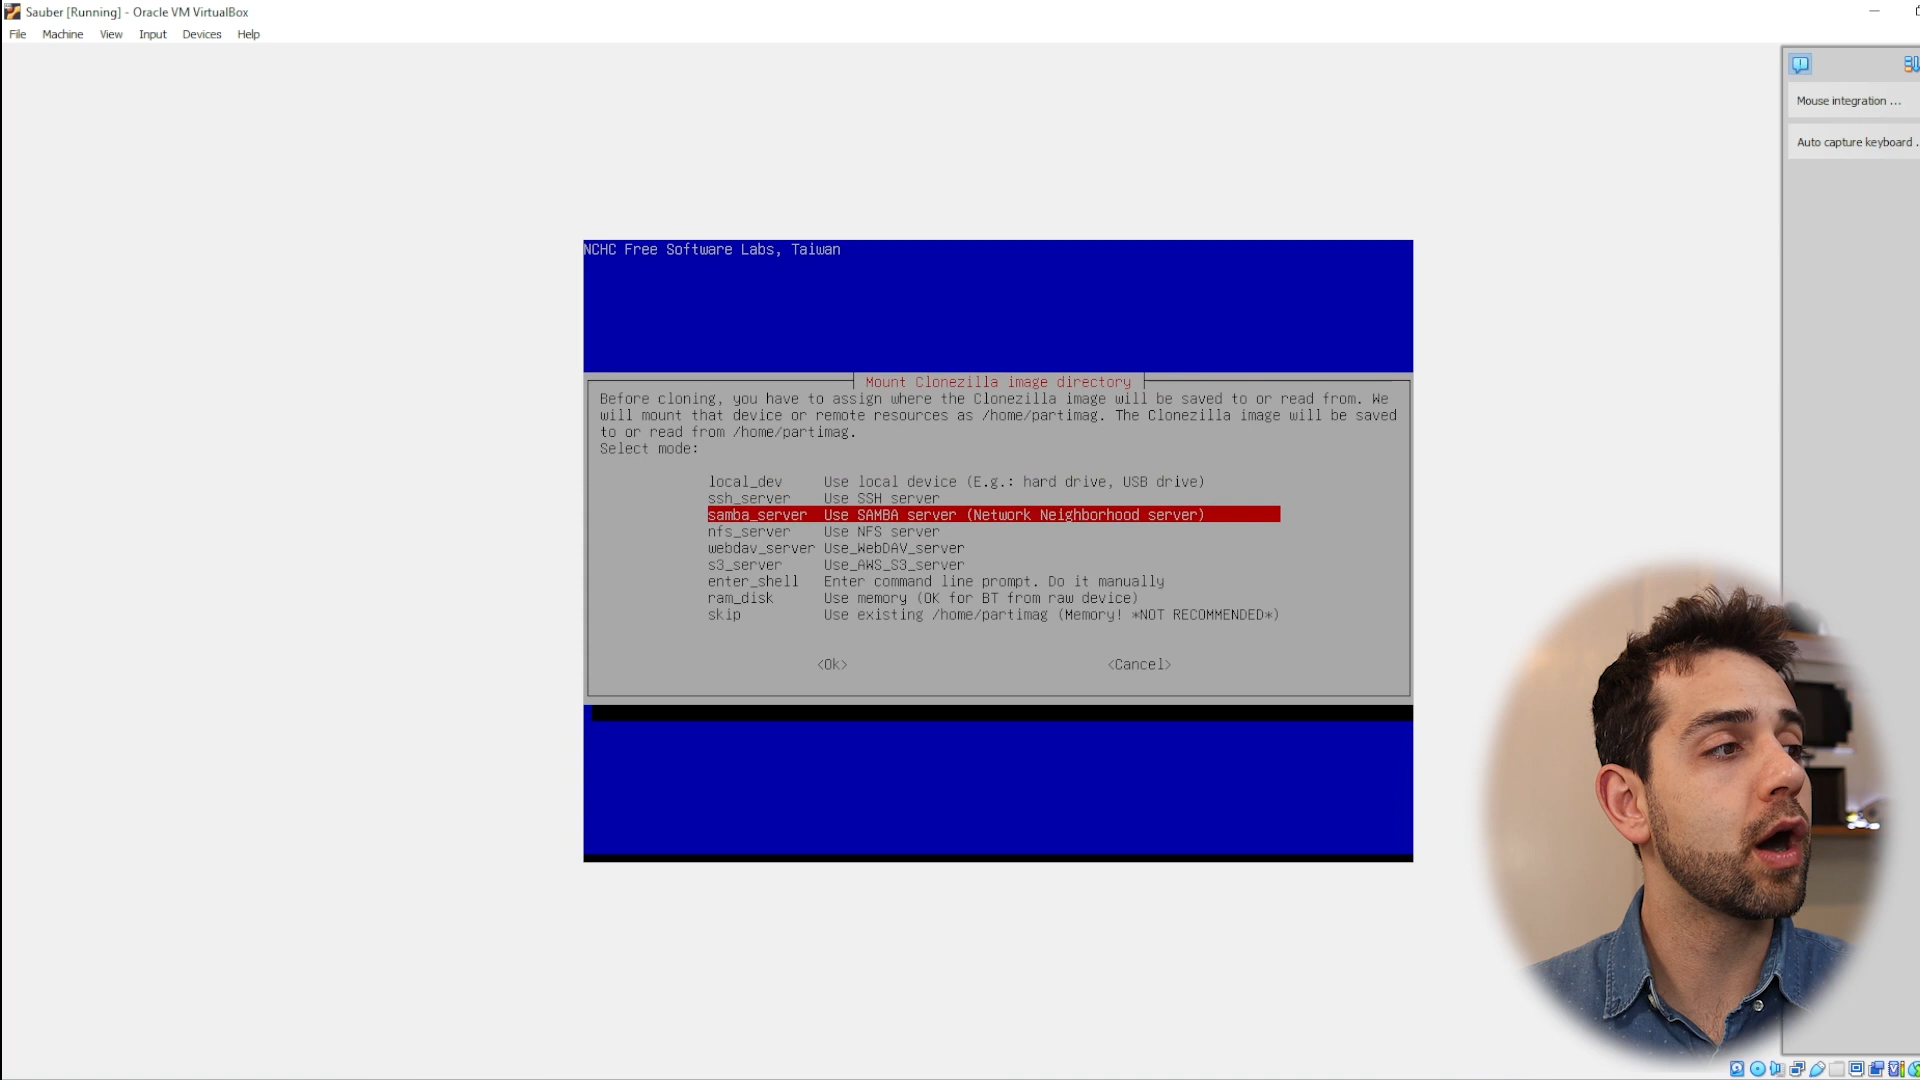 Sauber [Running] - Oracle VM VirtualBox
File Machine View Input Devices Help
Mouse integration ...
Auto capture keyboard .
NCHC Free Software Labs, Taiwan
Mount Clonezilla image directory
Before cloning, you have to assign where the Clonezilla image will be saved to or read from. We
will mount that device or remote resources as /home/partimag. The Clonezilla image will be saved
to or read from /home/partimag.
Select mode:
local_dev Use local device (E.g.: hard drive, USB drive)
ssh_server Use SSH server
samba_server Use SAMBA server (Network Neighborhood server)
nfs_server Use NFS server
webdav_server Use_WebDAV_server
s3_server Use_AWS_S3_server
enter_shell Enter command line prompt. Do it manually
ram_disk Use memory (OK for BT from raw device)
skip Use existing /home/partimag (Memory! *NOT RECOMMENDED*)
<Ok> <Cancel>